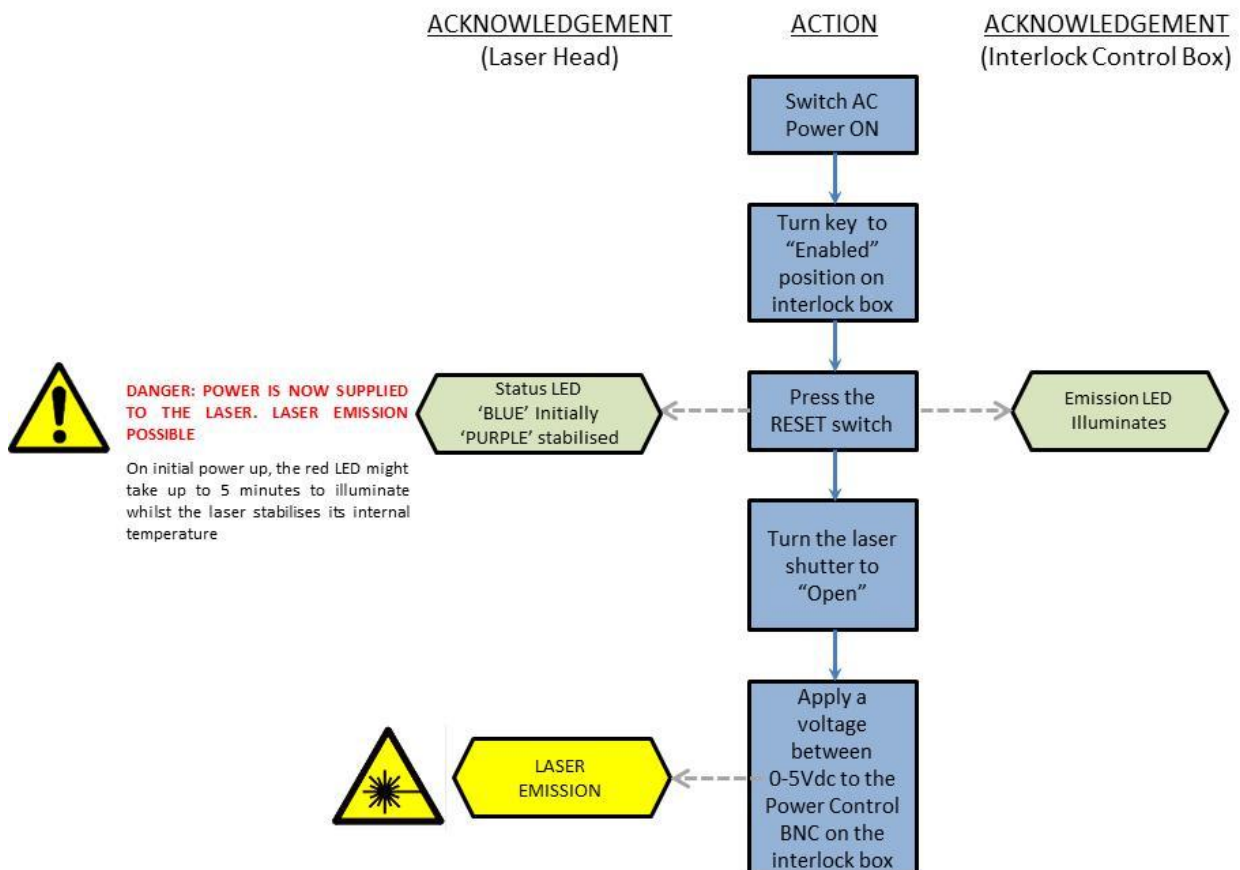 ACKNOWLEDGEMENT
(Laser Head)
ACTION
ACKNOWLEDGEMENT
(Interlock Control Box)
Switch AC
Power ON
Turn key to
“Enabled”
position on
interlock box
DANGER: POWER IS NOW SUPPLIED
TO THE LASER. LASER EMISSION
POSSIBLE
On initial power up, the red LED might
take up to 5 minutes to illuminate
whilst the laser stabilises its internal
temperature
Status LED
‘BLUE’ Initially
‘PURPLE’ stabilised
Press the
RESET switch
Emission LED
Illuminates
Turn the laser
shutter to
“Open”
LASER
EMISSION
Apply a
voltage
between
0-5Vdc to the
Power Control
BNC on the
interlock box